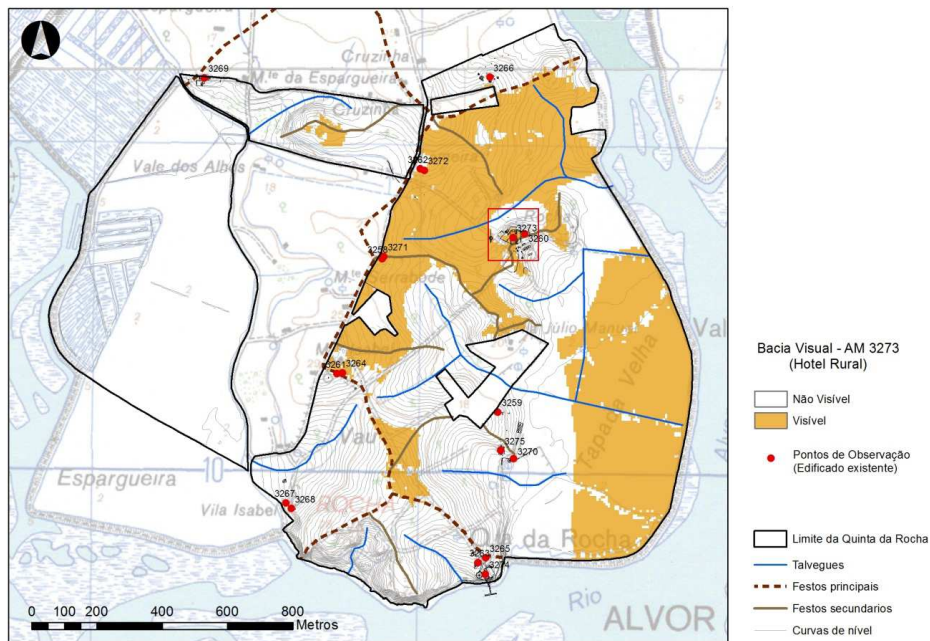 3269
Cruzinha
3266
M.te da Espargueira
Cruzinha
Vale dos Alhos
3262
3272
3273
3260
3258
3271
M.te Serrabode
Júlio Manuel
3261
3264
Tapada Velha
3259
Vau
3275
3270
10
Espargueira
3267
3268
Vila Isabel
ROCHA
Qta da Rocha
3263
3265
3274
Rio
ALVOR
0 100 200 400 600 800
Metros
Bacia Visual - AM 3273
(Hotel Rural)
Não Visível
Visível
Pontos de Observação
(Edificado existente)
Limite da Quinta da Rocha
Talvegues
Festos principais
Festos secundarios
Curvas de nível